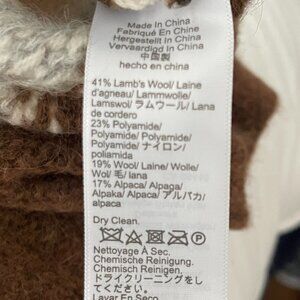 Made In China
Fabriqué En Chine
Hergestellt In China
Vervaardigd in China
中国製
hecho en china
41% Lamb's Wool/ Laine
d'agneau/ Lammwolle/
Lamswol/ ラムウール/ lana
de cordero
23% Polyamide/
Polyamide/ Polyamid/
Polyamide/ ナイロン/
poliamida
19% Wool/ Laine/ Wolle/
Wol/ 毛/ lana
17% Alpaca/ Alpaga/
Alpaka/ Alpaca/ アルパカ/
alpaca
Dry Clean.
P
Nettoyage À Sec.
Chemische Reinigung.
Chemisch Reinigen.
ドライクリーニングをし
てください。
Lavar En Seco